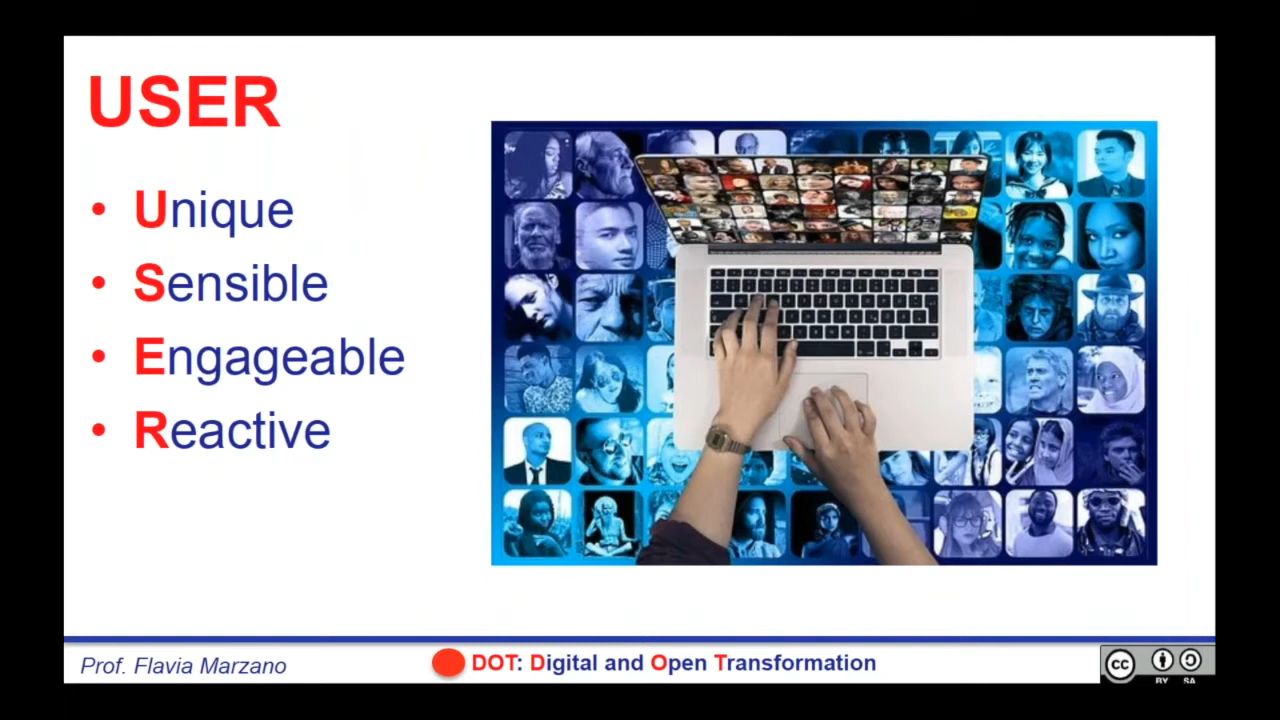 USER
• Unique
• Sensible
• Engageable
• Reactive
Prof. Flavia Marzano
DOT: Digital and Open Transformation
cc
BY SA